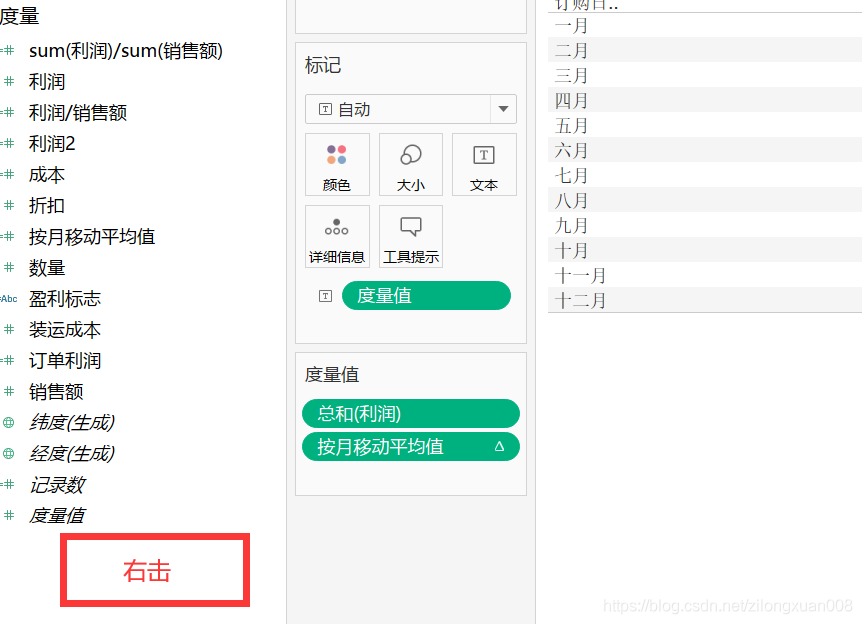 度量
=# sum(利润)/sum(销售额)
# 利润
=# 利润/销售额
=# 利润2
=# 成本
# 折扣
=# 按月移动平均值
# 数量
=Abc 盈利标志
# 装运成本
=# 订单利润
# 销售额
纬度(生成)
经度(生成)
=# 记录数
# 度量值
右击
标记
T 自动
颜色
大小
T 文本
详细信息
工具提示
T 度量值
度量值
总和(利润)
按月移动平均值 Δ
订购日..
一月
二月
三月
四月
五月
六月
七月
八月
九月
十月
十一月
十二月
https://blog.csdn.net/zilongxuan008